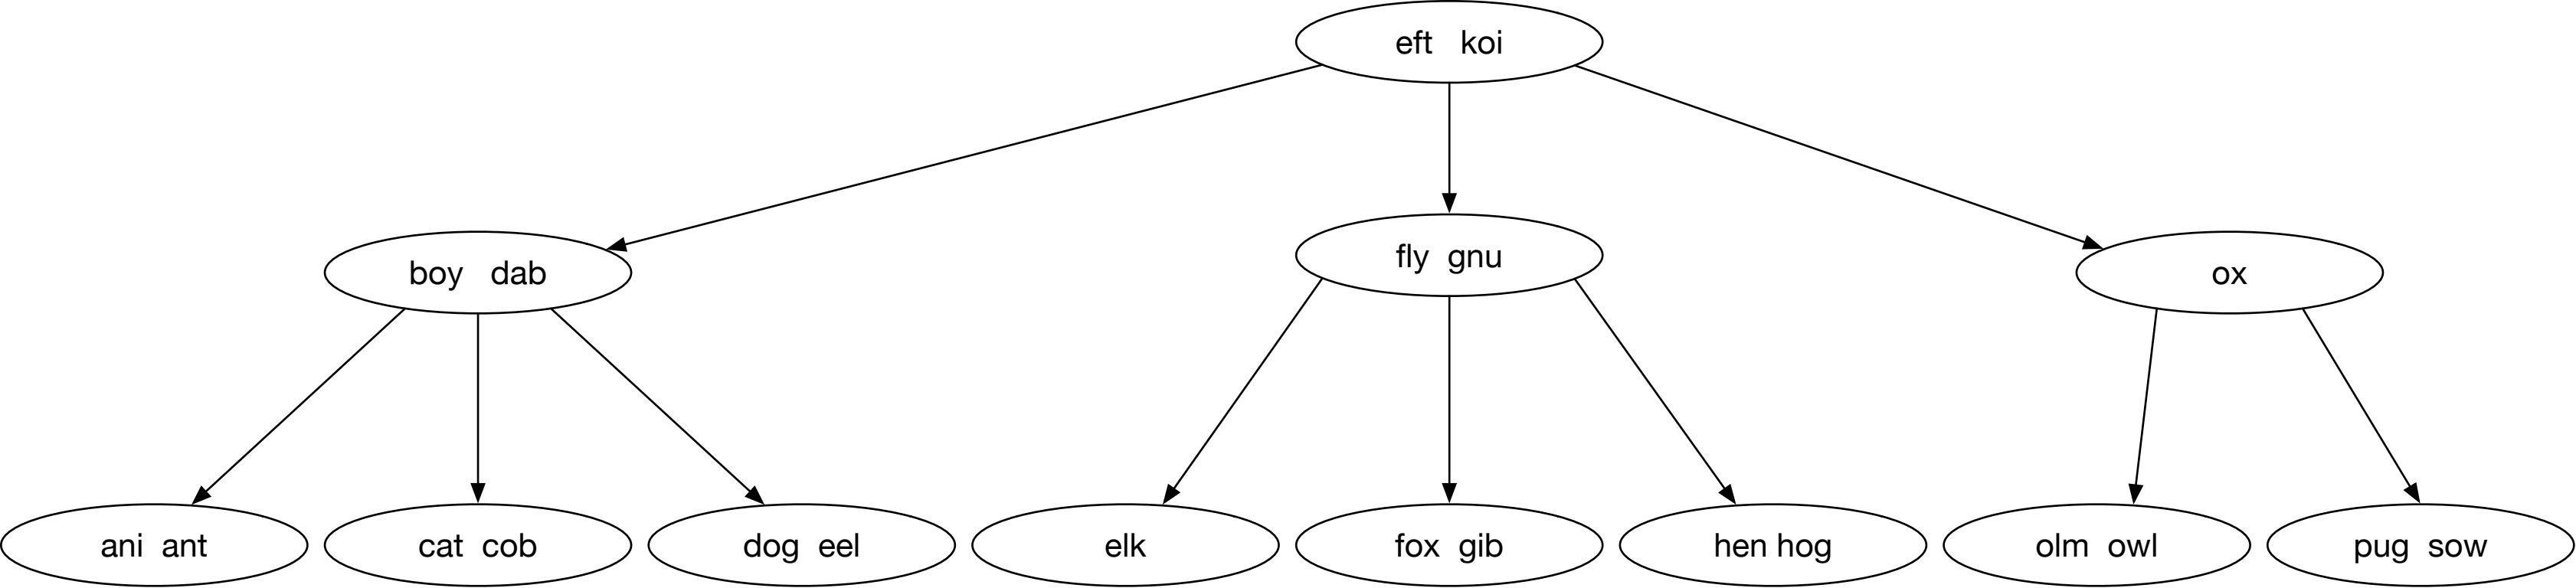 eft koi
boy dab
fly gnu
ox
ani ant
cat cob
dog eel
elk
fox gib
hen hog
olm owl
pug sow